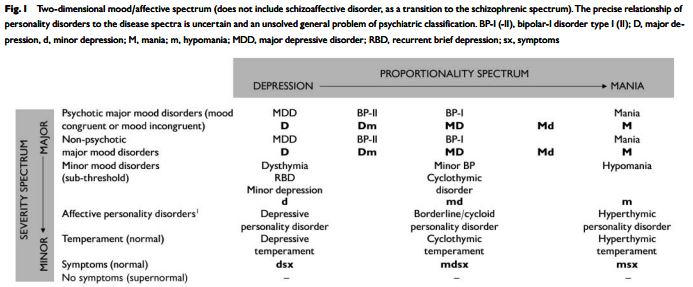 Fig. 1 Two-dimensional mood/affective spectrum (does not include schizoaffective disorder, as a transition to the schizophrenic spectrum). The precise relationship of
personality disorders to the disease spectra is uncertain and an unsolved general problem of psychiatric classification. BP-I (-II), bipolar-I disorder type I (II); D, major de-
pression, d, minor depression; M, mania; m, hypomania; MDD, major depressive disorder; RBD, recurrent brief depression; sx, symptoms
PROPORTIONALITY SPECTRUM
DEPRESSION MANIA
SEVERITY SPECTRUM
MAJOR
MINOR
Psychotic major mood disorders (mood MDD BP-II BP-I Mania
congruent or mood incongruent) D Dm MD Md M
Non-psychotic MDD BP-II BP-I Mania
major mood disorders D Dm MD Md M
Minor mood disorders Dysthymia Minor BP Hypomania
(sub-threshold) RBD Cyclothymic
Minor depression disorder
d md m
Affective personality disorders¹ Depressive Borderline/cycloid Hyperthymic
personality disorder personality disorder personality disorder
Temperament (normal) Depressive Cyclothymic Hyperthymic
temperament temperament temperament
Symptoms (normal) dsx mdsx msx
No symptoms (supernormal) – – –